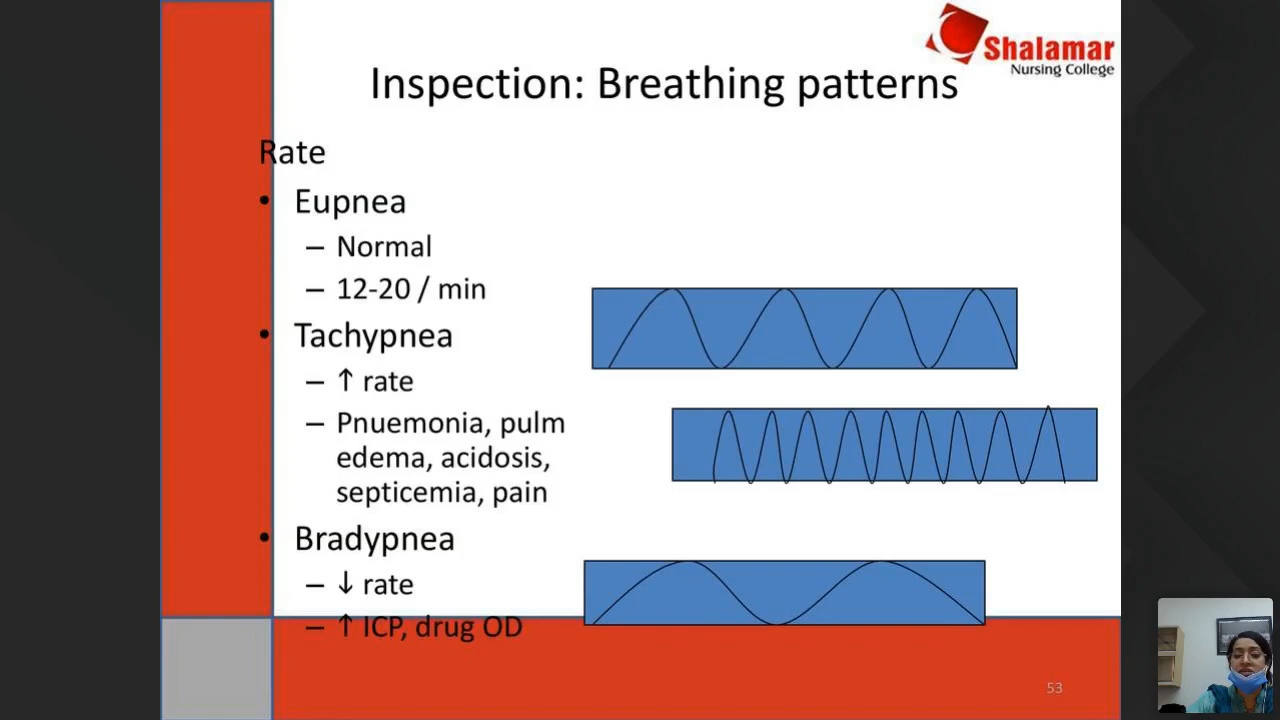 Shalamar
Nursing College
Inspection: Breathing patterns
Rate
• Eupnea
– Normal
– 12-20 / min
• Tachypnea
– ↑ rate
– Pnuemonia, pulm
edema, acidosis,
septicemia, pain
• Bradypnea
– ↓ rate
– ↑ ICP, drug OD
53